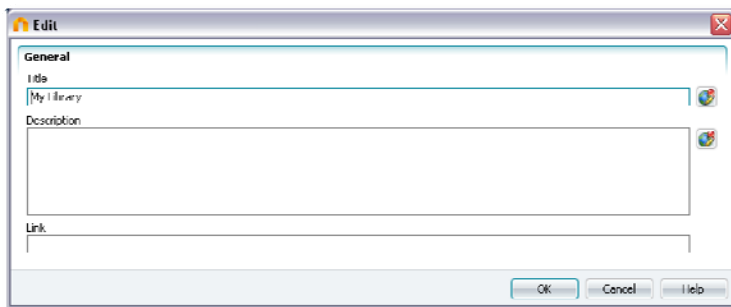 Edit
General
Title
My Library
Description
Link
OK Cancel Help